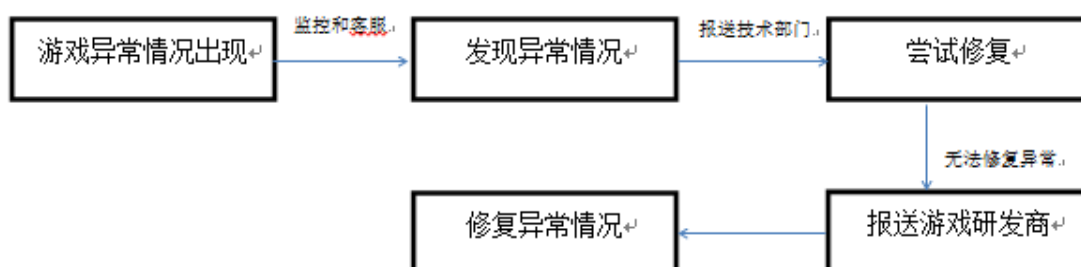 游戏异常情况出现
监控和客服
发现异常情况
报送技术部门
尝试修复
无法修复异常
报送游戏研发商
修复异常情况